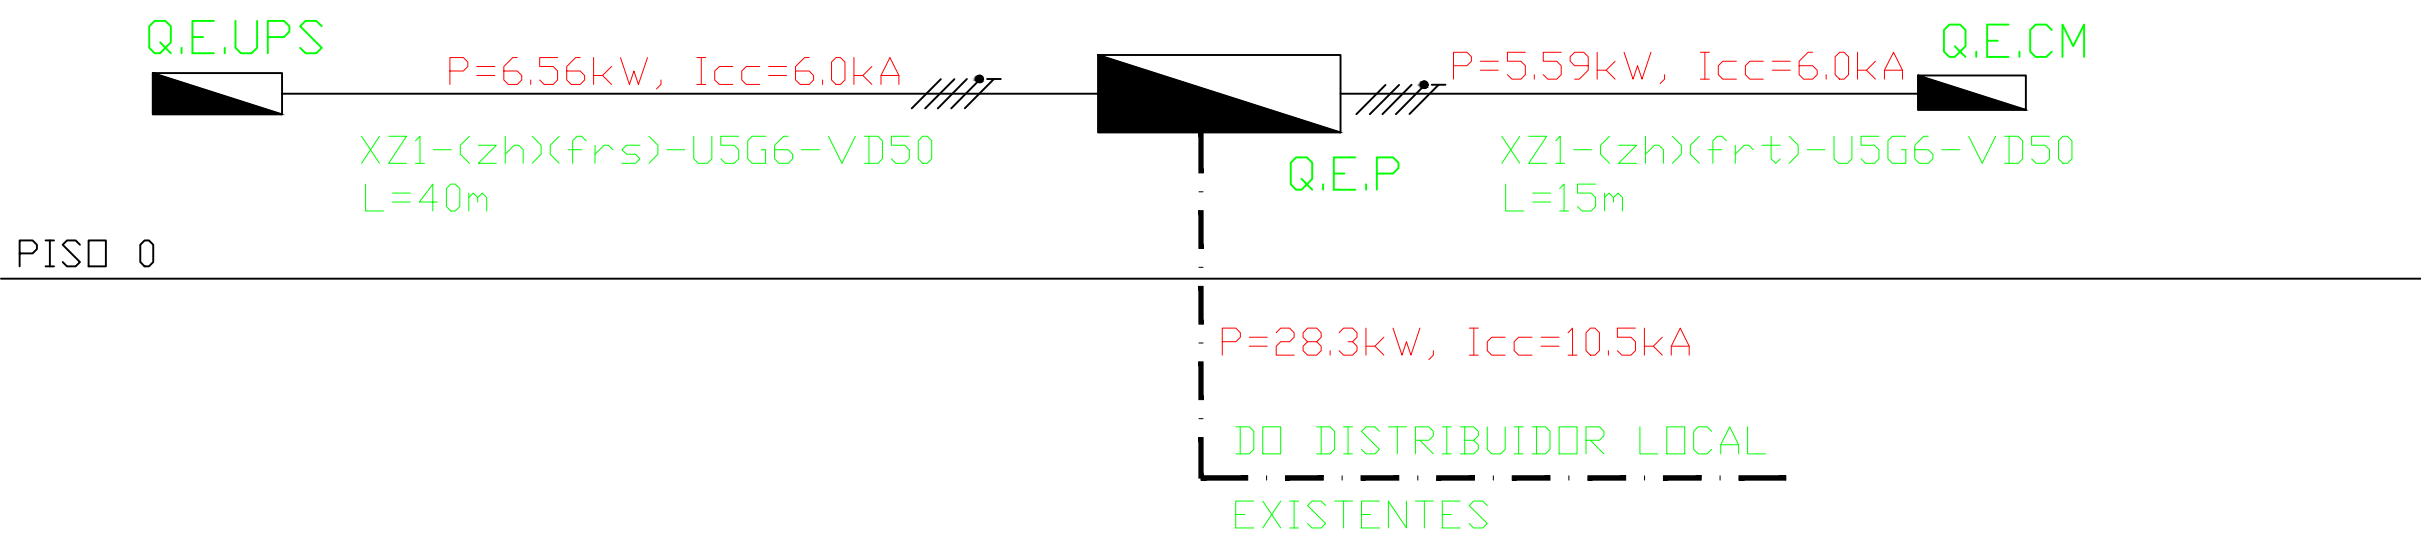 Q.E.UPS
P=6.56kW, Icc=6.0kA
P=5.59kW, Icc=6.0kA
Q.E.CM
XZ1-(zh)(frs)-U5G6-VD50
L=40m
Q.E.P
XZ1-(zh)(frt)-U5G6-VD50
L=15m
PISO 0
P=28.3kW, Icc=10.5kA
DO DISTRIBUIDOR LOCAL
EXISTENTES